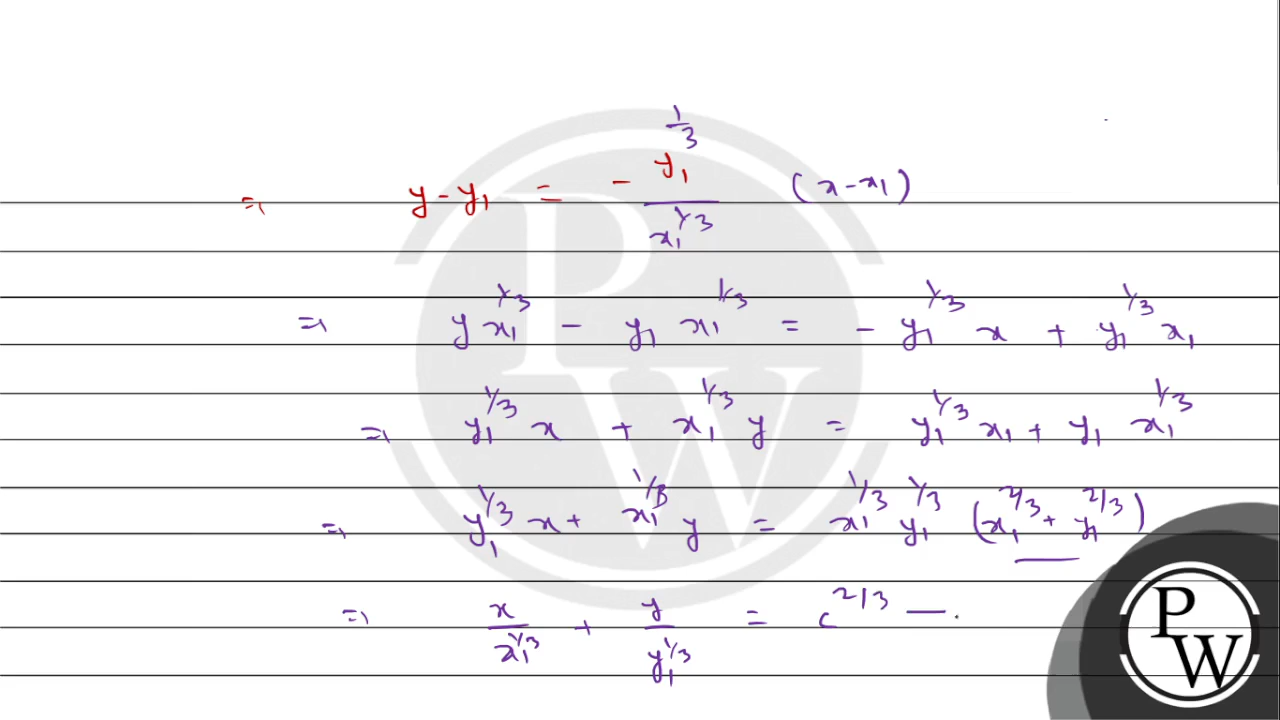 ⇒ y - y₁ = - y₁^(1/3) / x₁^(1/3) (x - x₁)
⇒ y x₁^(1/3) - y₁ x₁^(1/3) = - y₁^(1/3) x + y₁^(1/3) x₁
⇒ y₁^(1/3) x + x₁^(1/3) y = y₁^(1/3) x₁ + y₁ x₁^(1/3)
⇒ y₁^(1/3) x + x₁^(1/3) y = x₁^(1/3) y₁^(1/3) (x₁^(2/3) + y₁^(2/3))
⇒ x / x₁^(1/3) + y / y₁^(1/3) = c^(2/3) —
PW